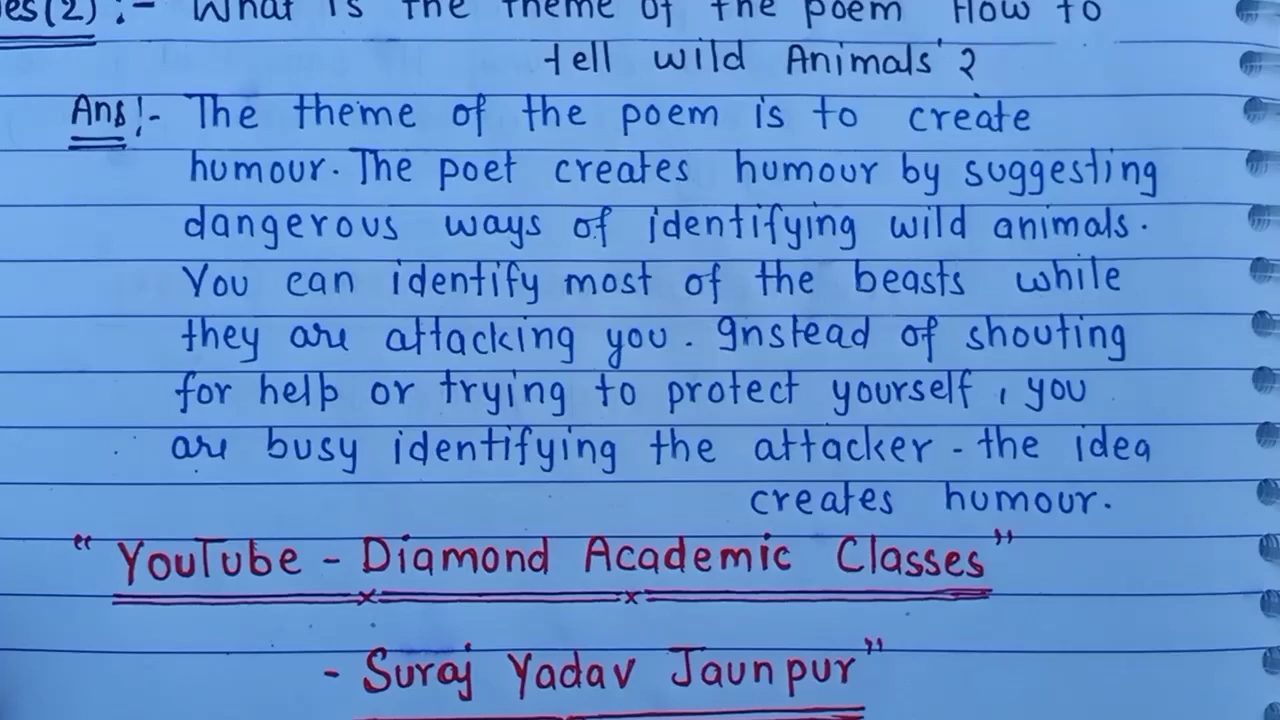 es(2) :- What is the theme of the poem How to
tell wild Animals'?
Ans!- The theme of the poem is to create
humour. The poet creates humour by suggesting
dangerous ways of identifying wild animals.
You can identify most of the beasts while
they are attacking you. Instead of shouting
for help or trying to protect yourself, you
are busy identifying the attacker - the idea
creates humour.
"YouTube - Diamond Academic Classes"
- Suraj Yadav Jaunpur"